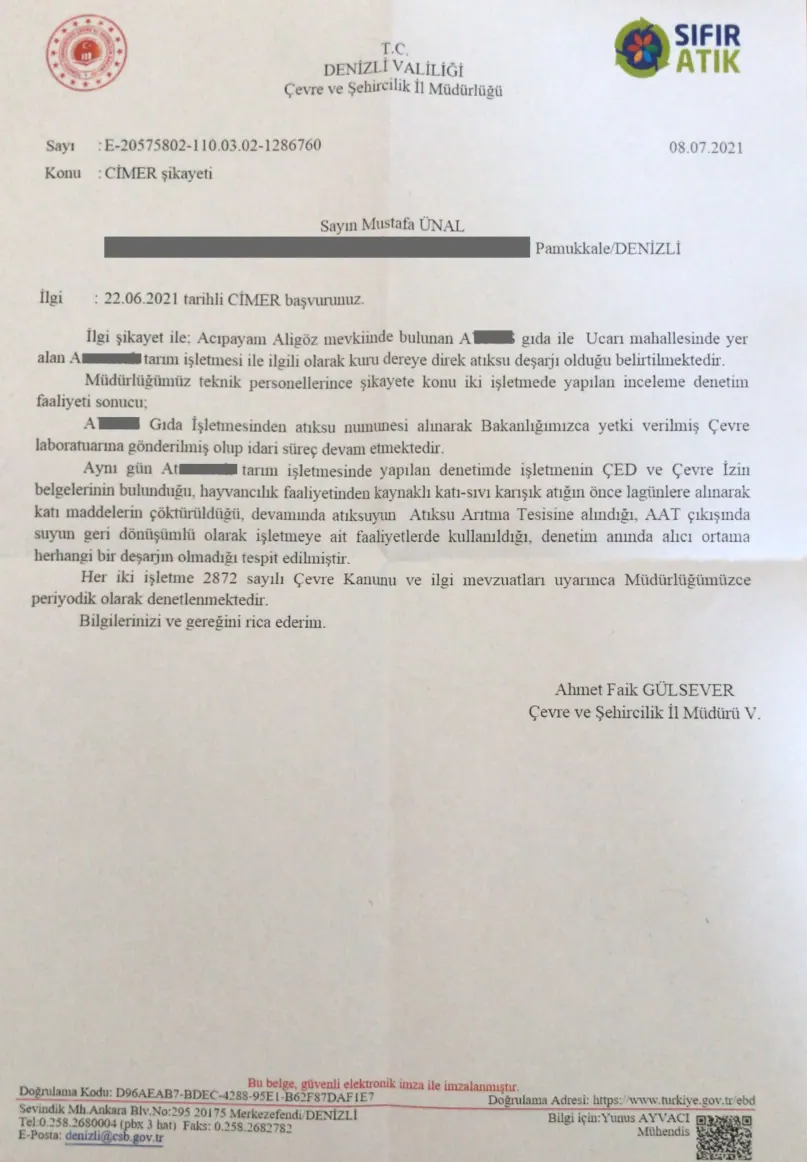 T.C.
DENİZLİ VALİLİĞİ
Çevre ve Şehircilik İl Müdürlüğü
SIFIR
ATIK
Sayı : E-20575802-110.03.02-1286760
08.07.2021
Konu : CİMER şikayeti
Sayın Mustafa ÜNAL
Pamukkale/DENİZLİ
İlgi : 22.06.2021 tarihli CİMER başvurunuz.
İlgi şikayet ile; Acıpayam Aligöz mevkiinde bulunan A gıda ile Ucarı mahallesinde yer
alan A tarım işletmesi ile ilgili olarak kuru dereye direk atıksu deşarjı olduğu belirtilmektedir.
Müdürlüğümüz teknik personellerince şikayete konu iki işletmede yapılan inceleme denetim
faaliyeti sonucu;
A Gıda İşletmesinden atıksu numunesi alınarak Bakanlığımızca yetki verilmiş Çevre
laboratuarına gönderilmiş olup idari süreç devam etmektedir.
Aynı gün At tarım işletmesinde yapılan denetimde işletmenin ÇED ve Çevre İzin
belgelerinin bulunduğu, hayvancılık faaliyetinden kaynaklı katı-sıvı karışık atığın önce lagünlere alınarak
katı maddelerin çöktürüldüğü, devamında atıksuyun Atıksu Arıtma Tesisine alındığı, AAT çıkışında
suyun geri dönüşümlü olarak işletmeye ait faaliyetlerde kullanıldığı, denetim anında alıcı ortama
herhangi bir deşarjın olmadığı tespit edilmiştir.
Her iki işletme 2872 sayılı Çevre Kanunu ve ilgi mevzuatları uyarınca Müdürlüğümüzce
periyodik olarak denetlenmektedir.
Bilgilerinizi ve gereğini rica ederim.
Ahmet Faik GÜLSEVER
Çevre ve Şehircilik İl Müdürü V.
Bu belge, güvenli elektronik imza ile imzalanmıştır.
Doğrulama Kodu: D96AEAB7-BDEC-4288-95E1-B62F87DAF1E7
Doğrulama Adresi: https://www.turkiye.gov.tr/ebd
Sevindik Mh.Ankara Blv.No:295 20175 Merkezefendi/DENİZLİ
Tel:0.258.2680004 (pbx 3 hat) Faks: 0.258.2682782
E-Posta: denizli@csb.gov.tr
Bilgi için:Yunus AYVACI
Mühendis